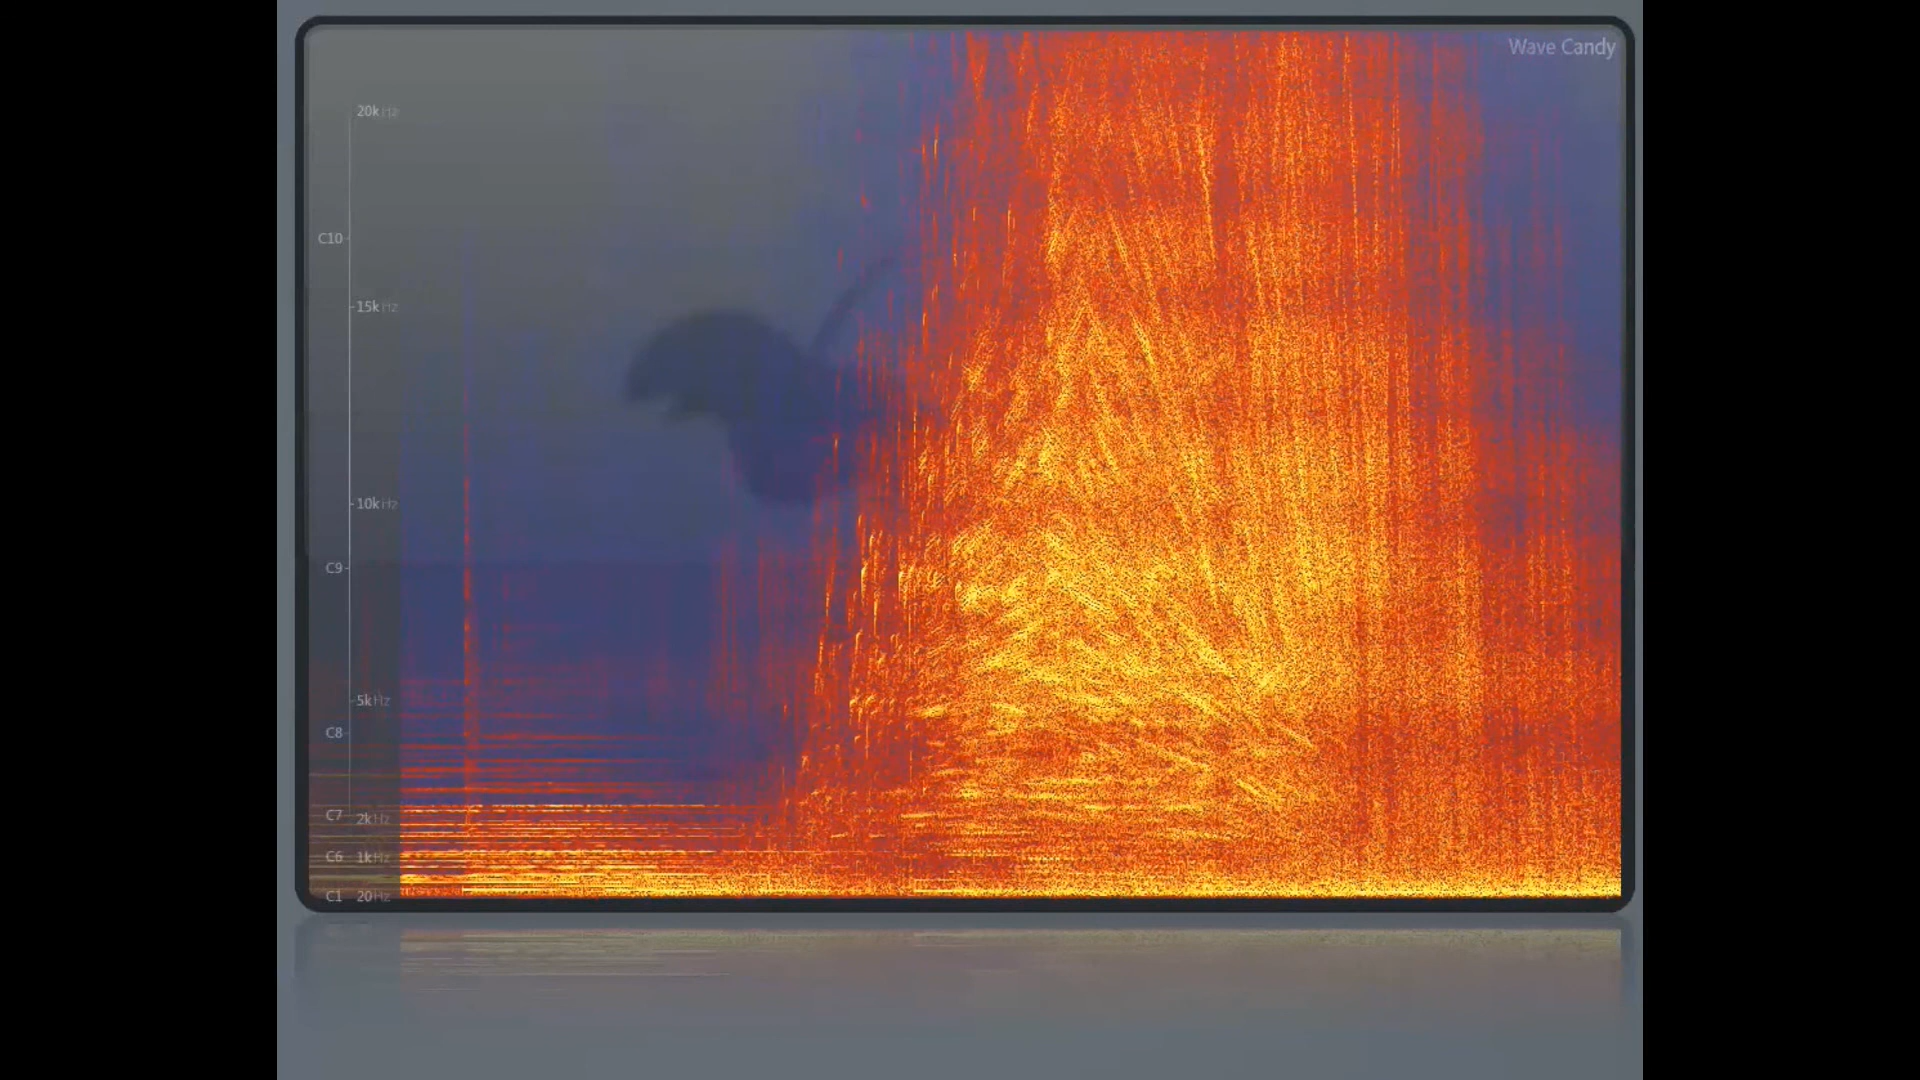 Wave Candy
20kHz
C10
15kHz
10kHz
C9
5kHz
C8
C7 2kHz
C6 1kHz
C1 20Hz